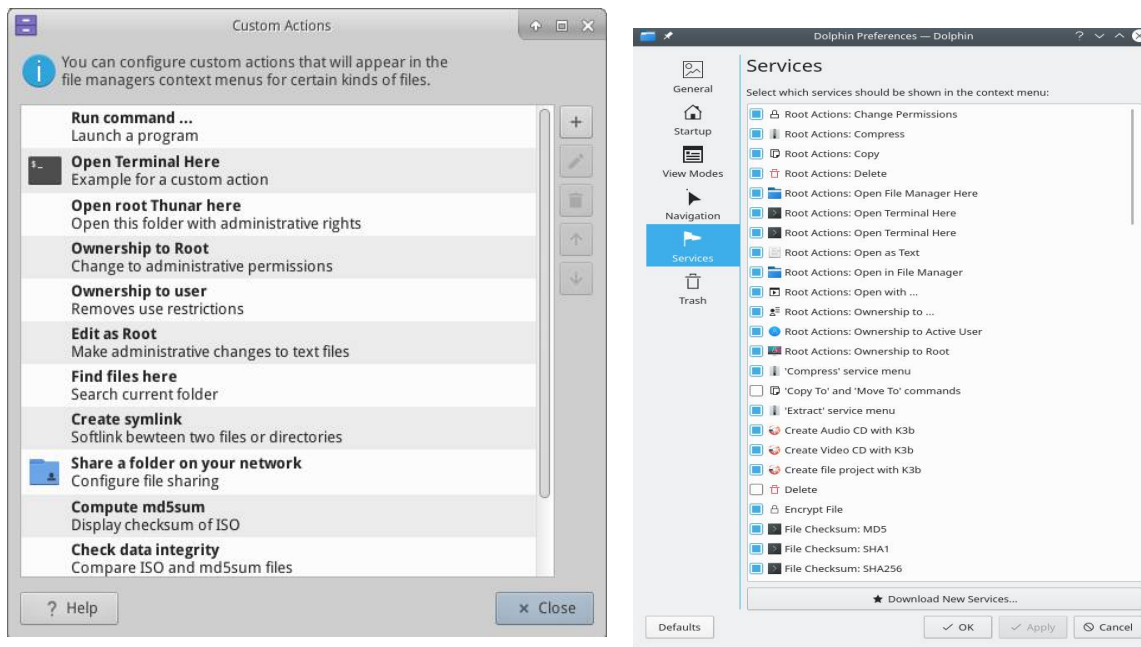 Custom Actions
You can configure custom actions that will appear in the
file managers context menus for certain kinds of files.
Run command ...
Launch a program
Open Terminal Here
Example for a custom action
Open root Thunar here
Open this folder with administrative rights
Ownership to Root
Change to administrative permissions
Ownership to user
Removes use restrictions
Edit as Root
Make administrative changes to text files
Find files here
Search current folder
Create symlink
Softlink bewteen two files or directories
Share a folder on your network
Configure file sharing
Compute md5sum
Display checksum of ISO
Check data integrity
Compare ISO and md5sum files
? Help
× Close
Dolphin Preferences — Dolphin
General
Startup
View Modes
Navigation
Services
Trash
Services
Select which services should be shown in the context menu:
Root Actions: Change Permissions
Root Actions: Compress
Root Actions: Copy
Root Actions: Delete
Root Actions: Open File Manager Here
Root Actions: Open Terminal Here
Root Actions: Open Terminal Here
Root Actions: Open as Text
Root Actions: Open in File Manager
Root Actions: Open with ...
Root Actions: Ownership to ...
Root Actions: Ownership to Active User
Root Actions: Ownership to Root
'Compress' service menu
'Copy To' and 'Move To' commands
'Extract' service menu
Create Audio CD with K3b
Create Video CD with K3b
Create file project with K3b
Delete
Encrypt File
File Checksum: MD5
File Checksum: SHA1
File Checksum: SHA256
Download New Services...
Defaults
OK
Apply
Cancel